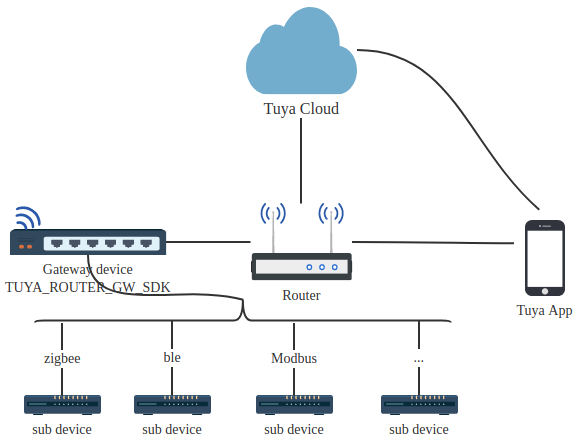 Tuya Cloud
Gateway device
TUYA_ROUTER_GW_SDK
Router
Tuya App
zigbee
ble
Modbus
...
sub device
sub device
sub device
sub device